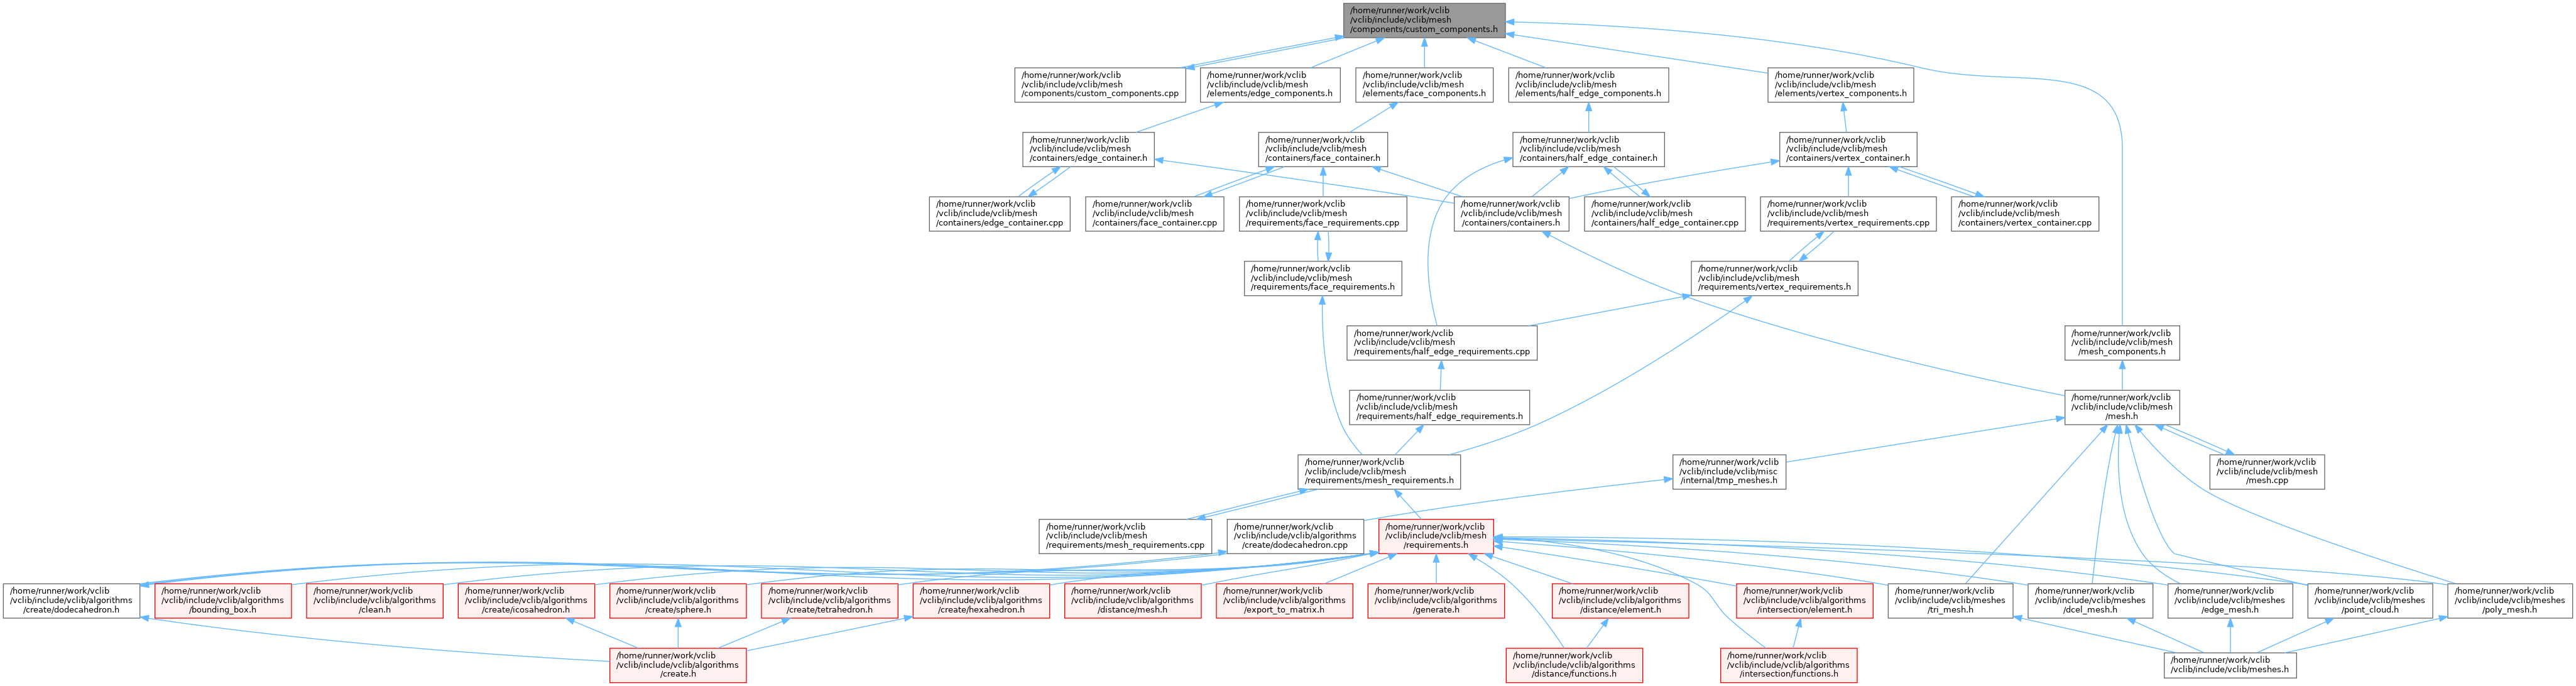 /home/runner/work/vclib
/vclib/include/vclib/mesh
/components/custom_components.h
/home/runner/work/vclib
/vclib/include/vclib/mesh
/components/custom_components.cpp
/home/runner/work/vclib
/vclib/include/vclib/mesh
/elements/edge_components.h
/home/runner/work/vclib
/vclib/include/vclib/mesh
/elements/face_components.h
/home/runner/work/vclib
/vclib/include/vclib/mesh
/elements/half_edge_components.h
/home/runner/work/vclib
/vclib/include/vclib/mesh
/elements/vertex_components.h
/home/runner/work/vclib
/vclib/include/vclib/mesh
/containers/edge_container.h
/home/runner/work/vclib
/vclib/include/vclib/mesh
/containers/face_container.h
/home/runner/work/vclib
/vclib/include/vclib/mesh
/containers/half_edge_container.h
/home/runner/work/vclib
/vclib/include/vclib/mesh
/containers/vertex_container.h
/home/runner/work/vclib
/vclib/include/vclib/mesh
/containers/edge_container.cpp
/home/runner/work/vclib
/vclib/include/vclib/mesh
/containers/face_container.cpp
/home/runner/work/vclib
/vclib/include/vclib/mesh
/requirements/face_requirements.cpp
/home/runner/work/vclib
/vclib/include/vclib/mesh
/containers/containers.h
/home/runner/work/vclib
/vclib/include/vclib/mesh
/containers/half_edge_container.cpp
/home/runner/work/vclib
/vclib/include/vclib/mesh
/requirements/vertex_requirements.cpp
/home/runner/work/vclib
/vclib/include/vclib/mesh
/containers/vertex_container.cpp
/home/runner/work/vclib
/vclib/include/vclib/mesh
/requirements/face_requirements.h
/home/runner/work/vclib
/vclib/include/vclib/mesh
/requirements/vertex_requirements.h
/home/runner/work/vclib
/vclib/include/vclib/mesh
/requirements/half_edge_requirements.cpp
/home/runner/work/vclib
/vclib/include/vclib/mesh
/mesh_components.h
/home/runner/work/vclib
/vclib/include/vclib/mesh
/requirements/half_edge_requirements.h
/home/runner/work/vclib
/vclib/include/vclib/mesh
/mesh.h
/home/runner/work/vclib
/vclib/include/vclib/mesh
/requirements/mesh_requirements.h
/home/runner/work/vclib
/vclib/include/vclib/misc
/internal/tmp_meshes.h
/home/runner/work/vclib
/vclib/include/vclib/mesh
/mesh.cpp
/home/runner/work/vclib
/vclib/include/vclib/mesh
/requirements/mesh_requirements.cpp
/home/runner/work/vclib
/vclib/include/vclib/algorithms
/create/dodecahedron.cpp
/home/runner/work/vclib
/vclib/include/vclib/mesh
/requirements.h
/home/runner/work/vclib
/vclib/include/vclib/algorithms
/create/dodecahedron.h
/home/runner/work/vclib
/vclib/include/vclib/algorithms
/bounding_box.h
/home/runner/work/vclib
/vclib/include/vclib/algorithms
/clean.h
/home/runner/work/vclib
/vclib/include/vclib/algorithms
/create/icosahedron.h
/home/runner/work/vclib
/vclib/include/vclib/algorithms
/create/sphere.h
/home/runner/work/vclib
/vclib/include/vclib/algorithms
/create/tetrahedron.h
/home/runner/work/vclib
/vclib/include/vclib/algorithms
/create/hexahedron.h
/home/runner/work/vclib
/vclib/include/vclib/algorithms
/distance/mesh.h
/home/runner/work/vclib
/vclib/include/vclib/algorithms
/export_to_matrix.h
/home/runner/work/vclib
/vclib/include/vclib/algorithms
/generate.h
/home/runner/work/vclib
/vclib/include/vclib/algorithms
/distance/element.h
/home/runner/work/vclib
/vclib/include/vclib/algorithms
/intersection/element.h
/home/runner/work/vclib
/vclib/include/vclib/meshes
/tri_mesh.h
/home/runner/work/vclib
/vclib/include/vclib/meshes
/dcel_mesh.h
/home/runner/work/vclib
/vclib/include/vclib/meshes
/edge_mesh.h
/home/runner/work/vclib
/vclib/include/vclib/meshes
/point_cloud.h
/home/runner/work/vclib
/vclib/include/vclib/meshes
/poly_mesh.h
/home/runner/work/vclib
/vclib/include/vclib/algorithms
/create.h
/home/runner/work/vclib
/vclib/include/vclib/algorithms
/distance/functions.h
/home/runner/work/vclib
/vclib/include/vclib/algorithms
/intersection/functions.h
/home/runner/work/vclib
/vclib/include/vclib/meshes.h